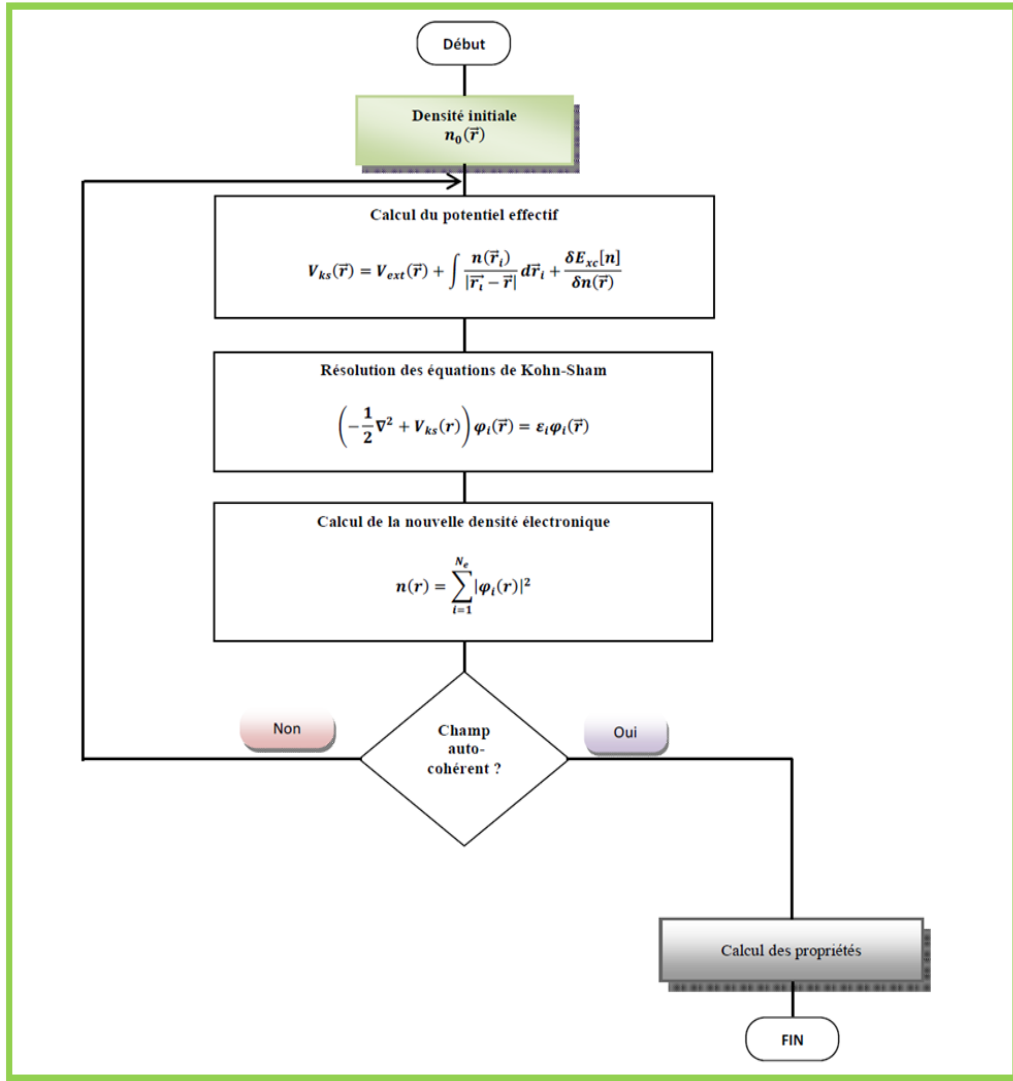 Début
Densité initiale
n₀(r⃗)
Calcul du potentiel effectif
V_ks(r⃗) = V_ext(r⃗) + ∫ n(r⃗_i) / |r⃗_i − r⃗| dr⃗_i + δE_xc[n] / δn(r⃗)
Résolution des équations de Kohn-Sham
(−1/2 ∇² + V_ks(r)) φ_i(r⃗) = ε_i φ_i(r⃗)
Calcul de la nouvelle densité électronique
n(r) = ∑_{i=1}^{N_e} |φ_i(r)|²
Non
Champ
auto-
cohérent ?
Oui
Calcul des propriétés
FIN